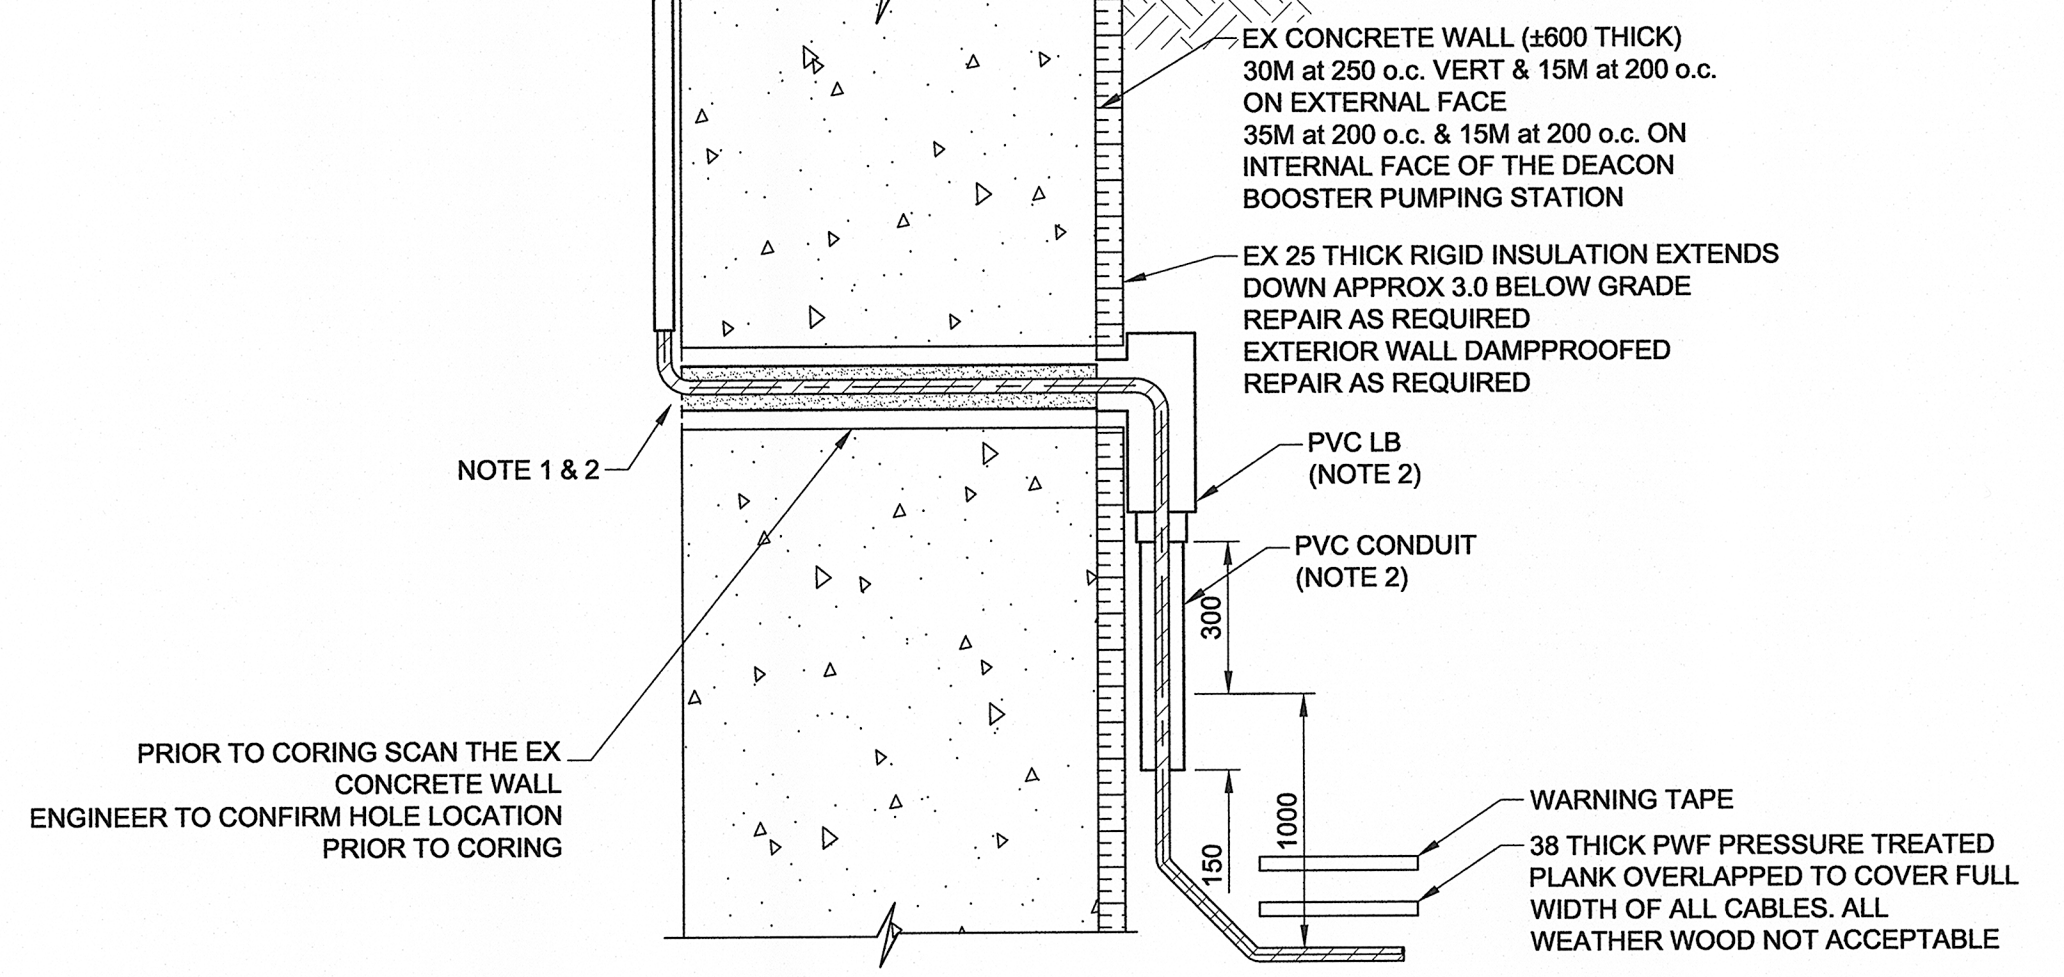 EX CONCRETE WALL (±600 THICK)
30M at 250 o.c. VERT & 15M at 200 o.c.
ON EXTERNAL FACE
35M at 200 o.c. & 15M at 200 o.c. ON
INTERNAL FACE OF THE DEACON
BOOSTER PUMPING STATION
EX 25 THICK RIGID INSULATION EXTENDS
DOWN APPROX 3.0 BELOW GRADE
REPAIR AS REQUIRED
EXTERIOR WALL DAMPPROOFED
REPAIR AS REQUIRED
NOTE 1 & 2
PVC LB
(NOTE 2)
PVC CONDUIT
(NOTE 2)
300
PRIOR TO CORING SCAN THE EX
CONCRETE WALL
ENGINEER TO CONFIRM HOLE LOCATION
PRIOR TO CORING
150
1000
WARNING TAPE
38 THICK PWF PRESSURE TREATED
PLANK OVERLAPPED TO COVER FULL
WIDTH OF ALL CABLES. ALL
WEATHER WOOD NOT ACCEPTABLE